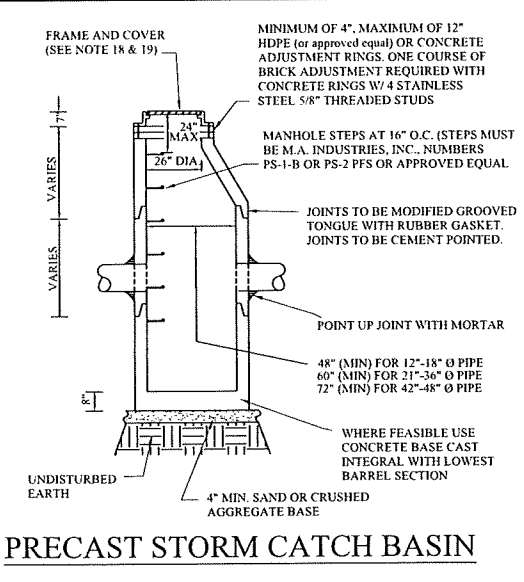 FRAME AND COVER
(SEE NOTE 18 & 19)
MINIMUM OF 4", MAXIMUM OF 12"
HDPE (or approved equal) OR CONCRETE
ADJUSTMENT RINGS. ONE COURSE OF
BRICK ADJUSTMENT REQUIRED WITH
CONCRETE RINGS W/ 4 STAINLESS
STEEL 5/8" THREADED STUDS
7"
24"
MAX
26" DIA.
MANHOLE STEPS AT 16" O.C. (STEPS MUST
BE M.A. INDUSTRIES, INC., NUMBERS
PS-1-B OR PS-2 PFS OR APPROVED EQUAL
VARIES
JOINTS TO BE MODIFIED GROOVED
TONGUE WITH RUBBER GASKET.
JOINTS TO BE CEMENT POINTED.
VARIES
POINT UP JOINT WITH MORTAR
48" (MIN) FOR 12"-18" Ø PIPE
60" (MIN) FOR 21"-36" Ø PIPE
72" (MIN) FOR 42"-48" Ø PIPE
8"
WHERE FEASIBLE USE
CONCRETE BASE CAST
INTEGRAL WITH LOWEST
BARREL SECTION
UNDISTURBED
EARTH
4" MIN. SAND OR CRUSHED
AGGREGATE BASE
PRECAST STORM CATCH BASIN